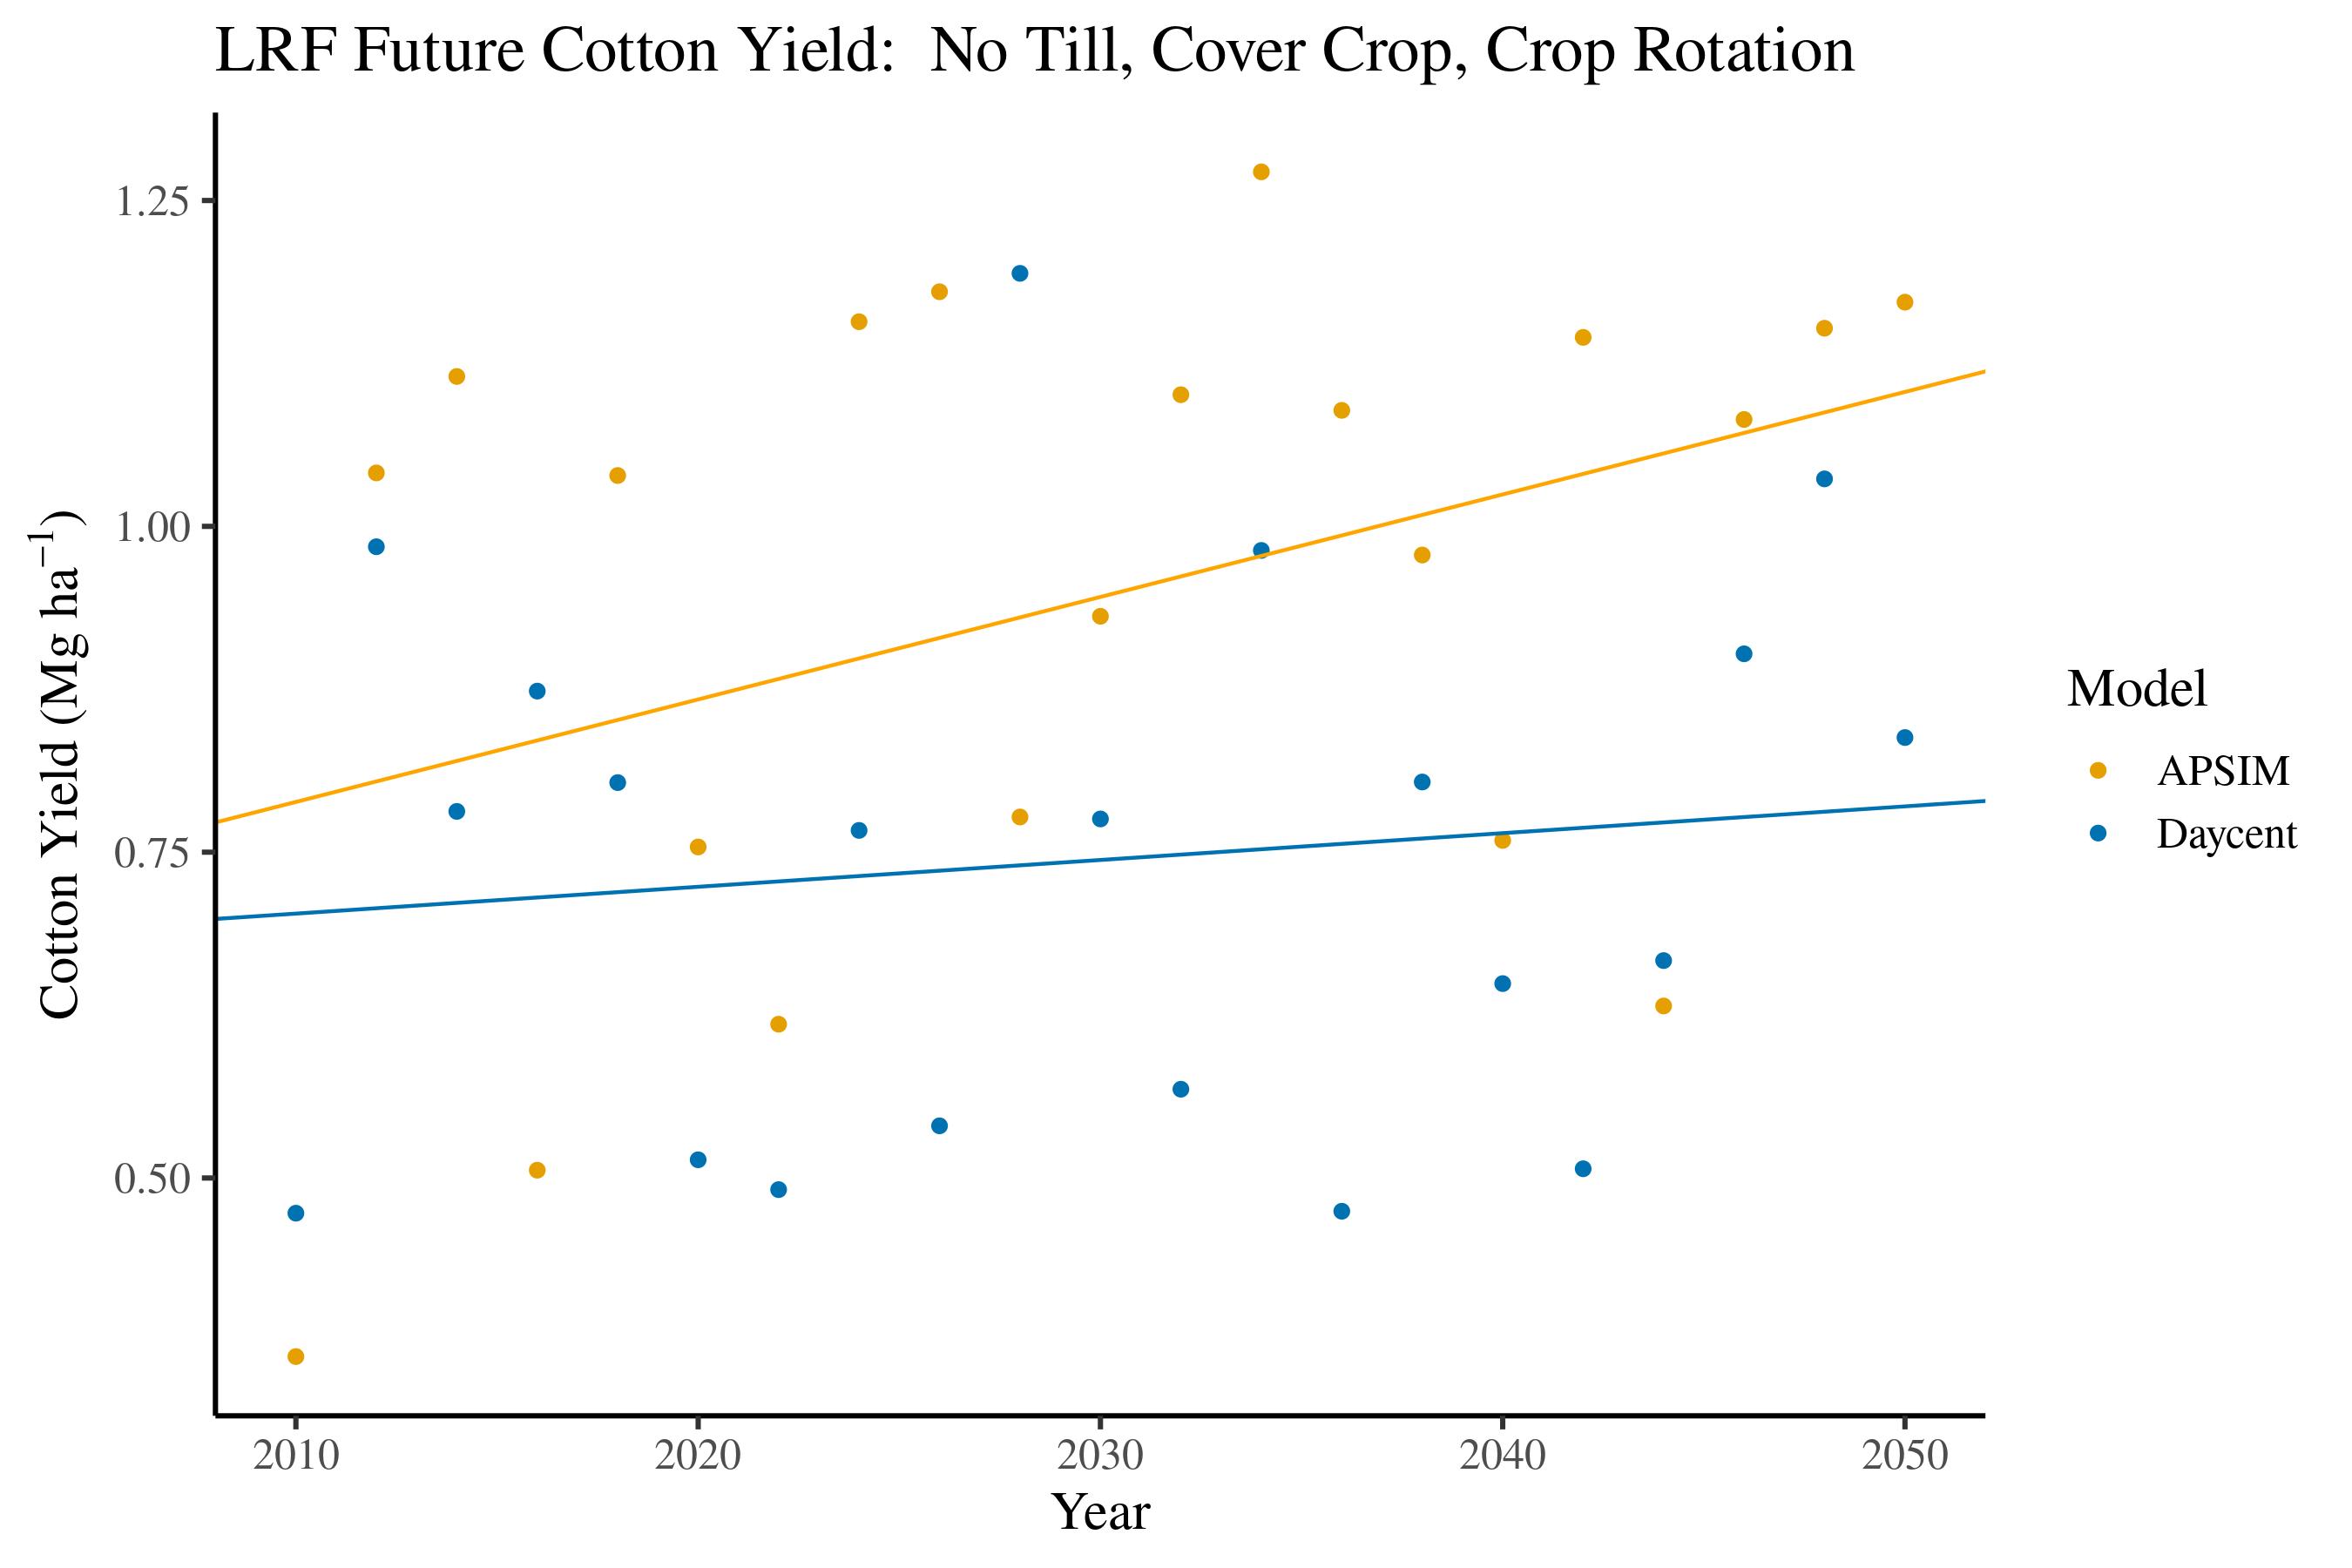 LRF Future Cotton Yield:  No Till, Cover Crop, Crop Rotation
Cotton Yield (Mg ha⁻¹)
1.25
1.00
0.75
0.50
2010 2020 2030 2040 2050
Year
Model
APSIM
Daycent